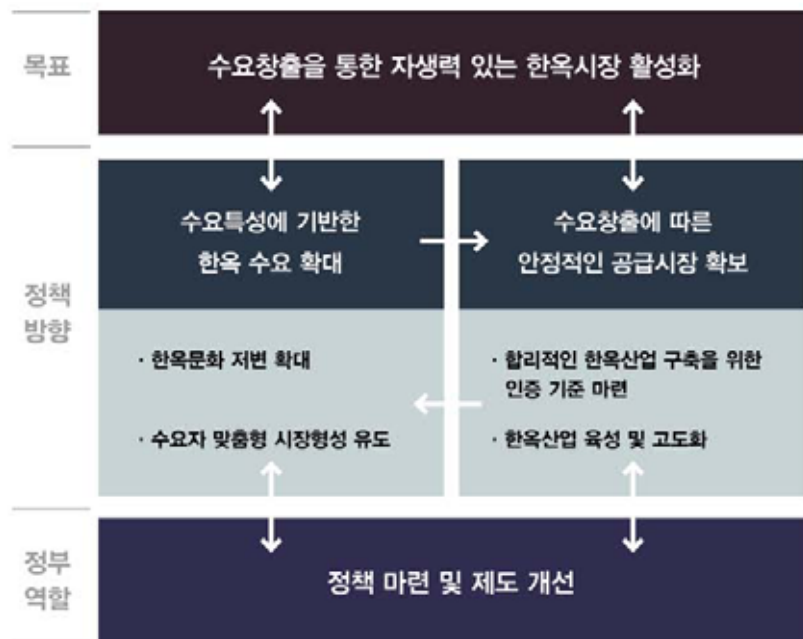 목표
수요창출을 통한 자생력 있는 한옥시장 활성화
정책
방향
수요특성에 기반한
한옥 수요 확대
수요창출에 따른
안정적인 공급시장 확보
· 한옥문화 저변 확대
· 수요자 맞춤형 시장형성 유도
· 합리적인 한옥산업 구축을 위한
인증 기준 마련
· 한옥산업 육성 및 고도화
정부
역할
정책 마련 및 제도 개선